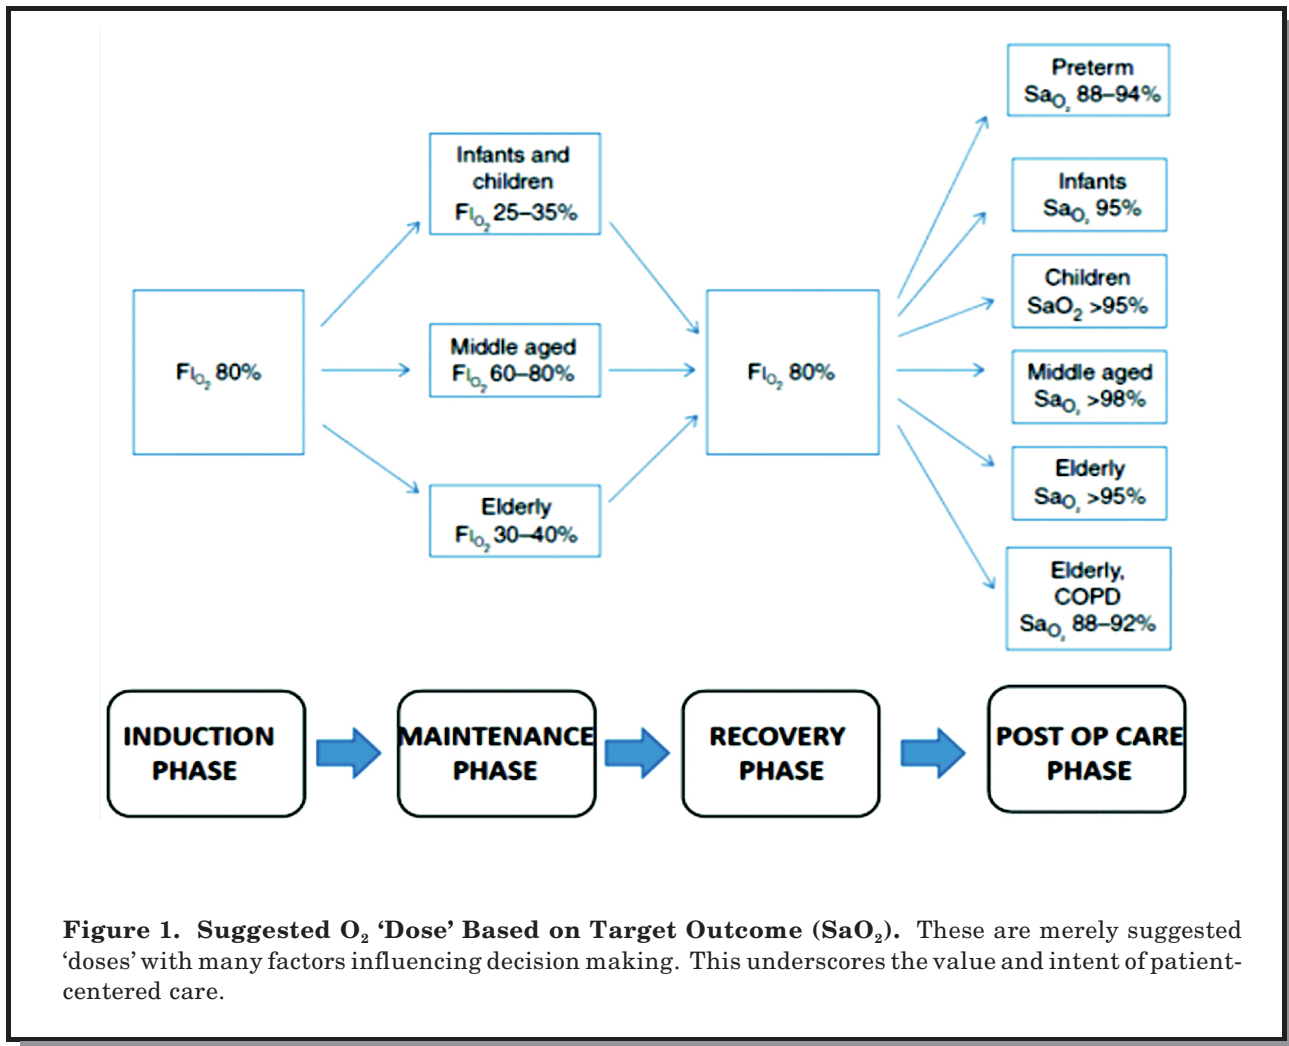 Preterm
SaO₂ 88–94%
Infants and
children
FIO₂ 25–35%
Infants
SaO₂ 95%
Children
SaO₂ >95%
FIO₂ 80%
Middle aged
FIO₂ 60–80%
FIO₂ 80%
Middle aged
SaO₂ >98%
Elderly
FIO₂ 30–40%
Elderly
SaO₂ >95%
Elderly,
COPD
SaO₂ 88–92%
INDUCTION
PHASE
MAINTENANCE
PHASE
RECOVERY
PHASE
POST OP CARE
PHASE
Figure 1. Suggested O₂ ‘Dose’ Based on Target Outcome (SaO₂). These are merely suggested
‘doses’ with many factors influencing decision making. This underscores the value and intent of patient-
centered care.